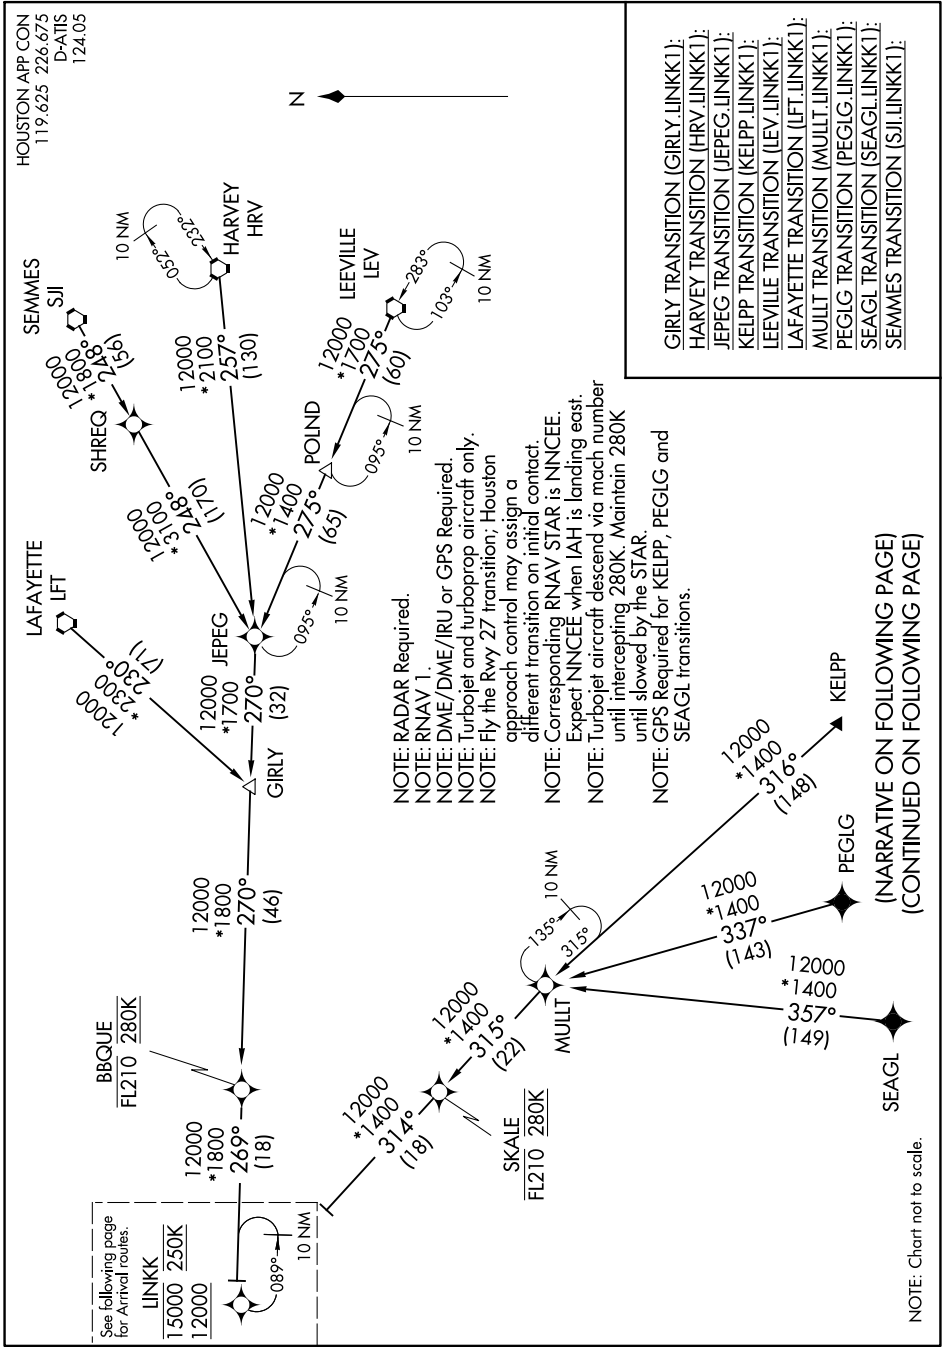 HOUSTON APP CON
119.625 226.675
D-ATIS
124.05
N
GIRLY TRANSITION (GIRLY.LINKK1):
HARVEY TRANSITION (HRV.LINKK1):
JEPEG TRANSITION (JEPEG.LINKK1):
KELPP TRANSITION (KELPP.LINKK1):
LEEVILLE TRANSITION (LEV.LINKK1):
LAFAYETTE TRANSITION (LFT.LINKK1):
MULLT TRANSITION (MULLT.LINKK1):
PEGLG TRANSITION (PEGLG.LINKK1):
SEAGL TRANSITION (SEAGL.LINKK1):
SEMMES TRANSITION (SJI.LINKK1):
See following page
for Arrival routes.
LINKK
15000 250K
12000
089°
10 NM
12000
*1800
269°
(18)
BBQUE
FL210 280K
12000
*1800
270°
(46)
GIRLY
LAFAYETTE
LFT
12000
*2300
230°
(71)
12000
*1700
270°
(32)
JEPEG
095°
10 NM
SEMMES
SJI
12000
*1800
248°
(56)
SHREQ
12000
*3100
248°
(170)
HARVEY
HRV
10 NM
052°
232°
12000
*2100
257°
(130)
LEEVILLE
LEV
283°
103°
10 NM
12000
*1700
275°
(60)
POLND
095°
10 NM
12000
*1400
275°
(65)
12000
*1400
314°
(18)
SKALE
FL210 280K
12000
*1400
315°
(22)
MULLT
135°
315°
10 NM
12000
*1400
316°
(148)
KELPP
12000
*1400
337°
(143)
PEGLG
12000
*1400
357°
(149)
SEAGL
NOTE: RADAR Required.
NOTE: RNAV 1.
NOTE: DME/DME/IRU or GPS Required.
NOTE: Turbojet and turboprop aircraft only.
NOTE: Fly the Rwy 27 transition; Houston
approach control may assign a
different transition on initial contact.
NOTE: Corresponding RNAV STAR is NNCEE.
Expect NNCEE when IAH is landing east.
NOTE: Turbojet aircraft descend via mach number
until intercepting 280K. Maintain 280K
until slowed by the STAR.
NOTE: GPS Required for KELPP, PEGLG and
SEAGL transitions.
(NARRATIVE ON FOLLOWING PAGE)
(CONTINUED ON FOLLOWING PAGE)
NOTE: Chart not to scale.